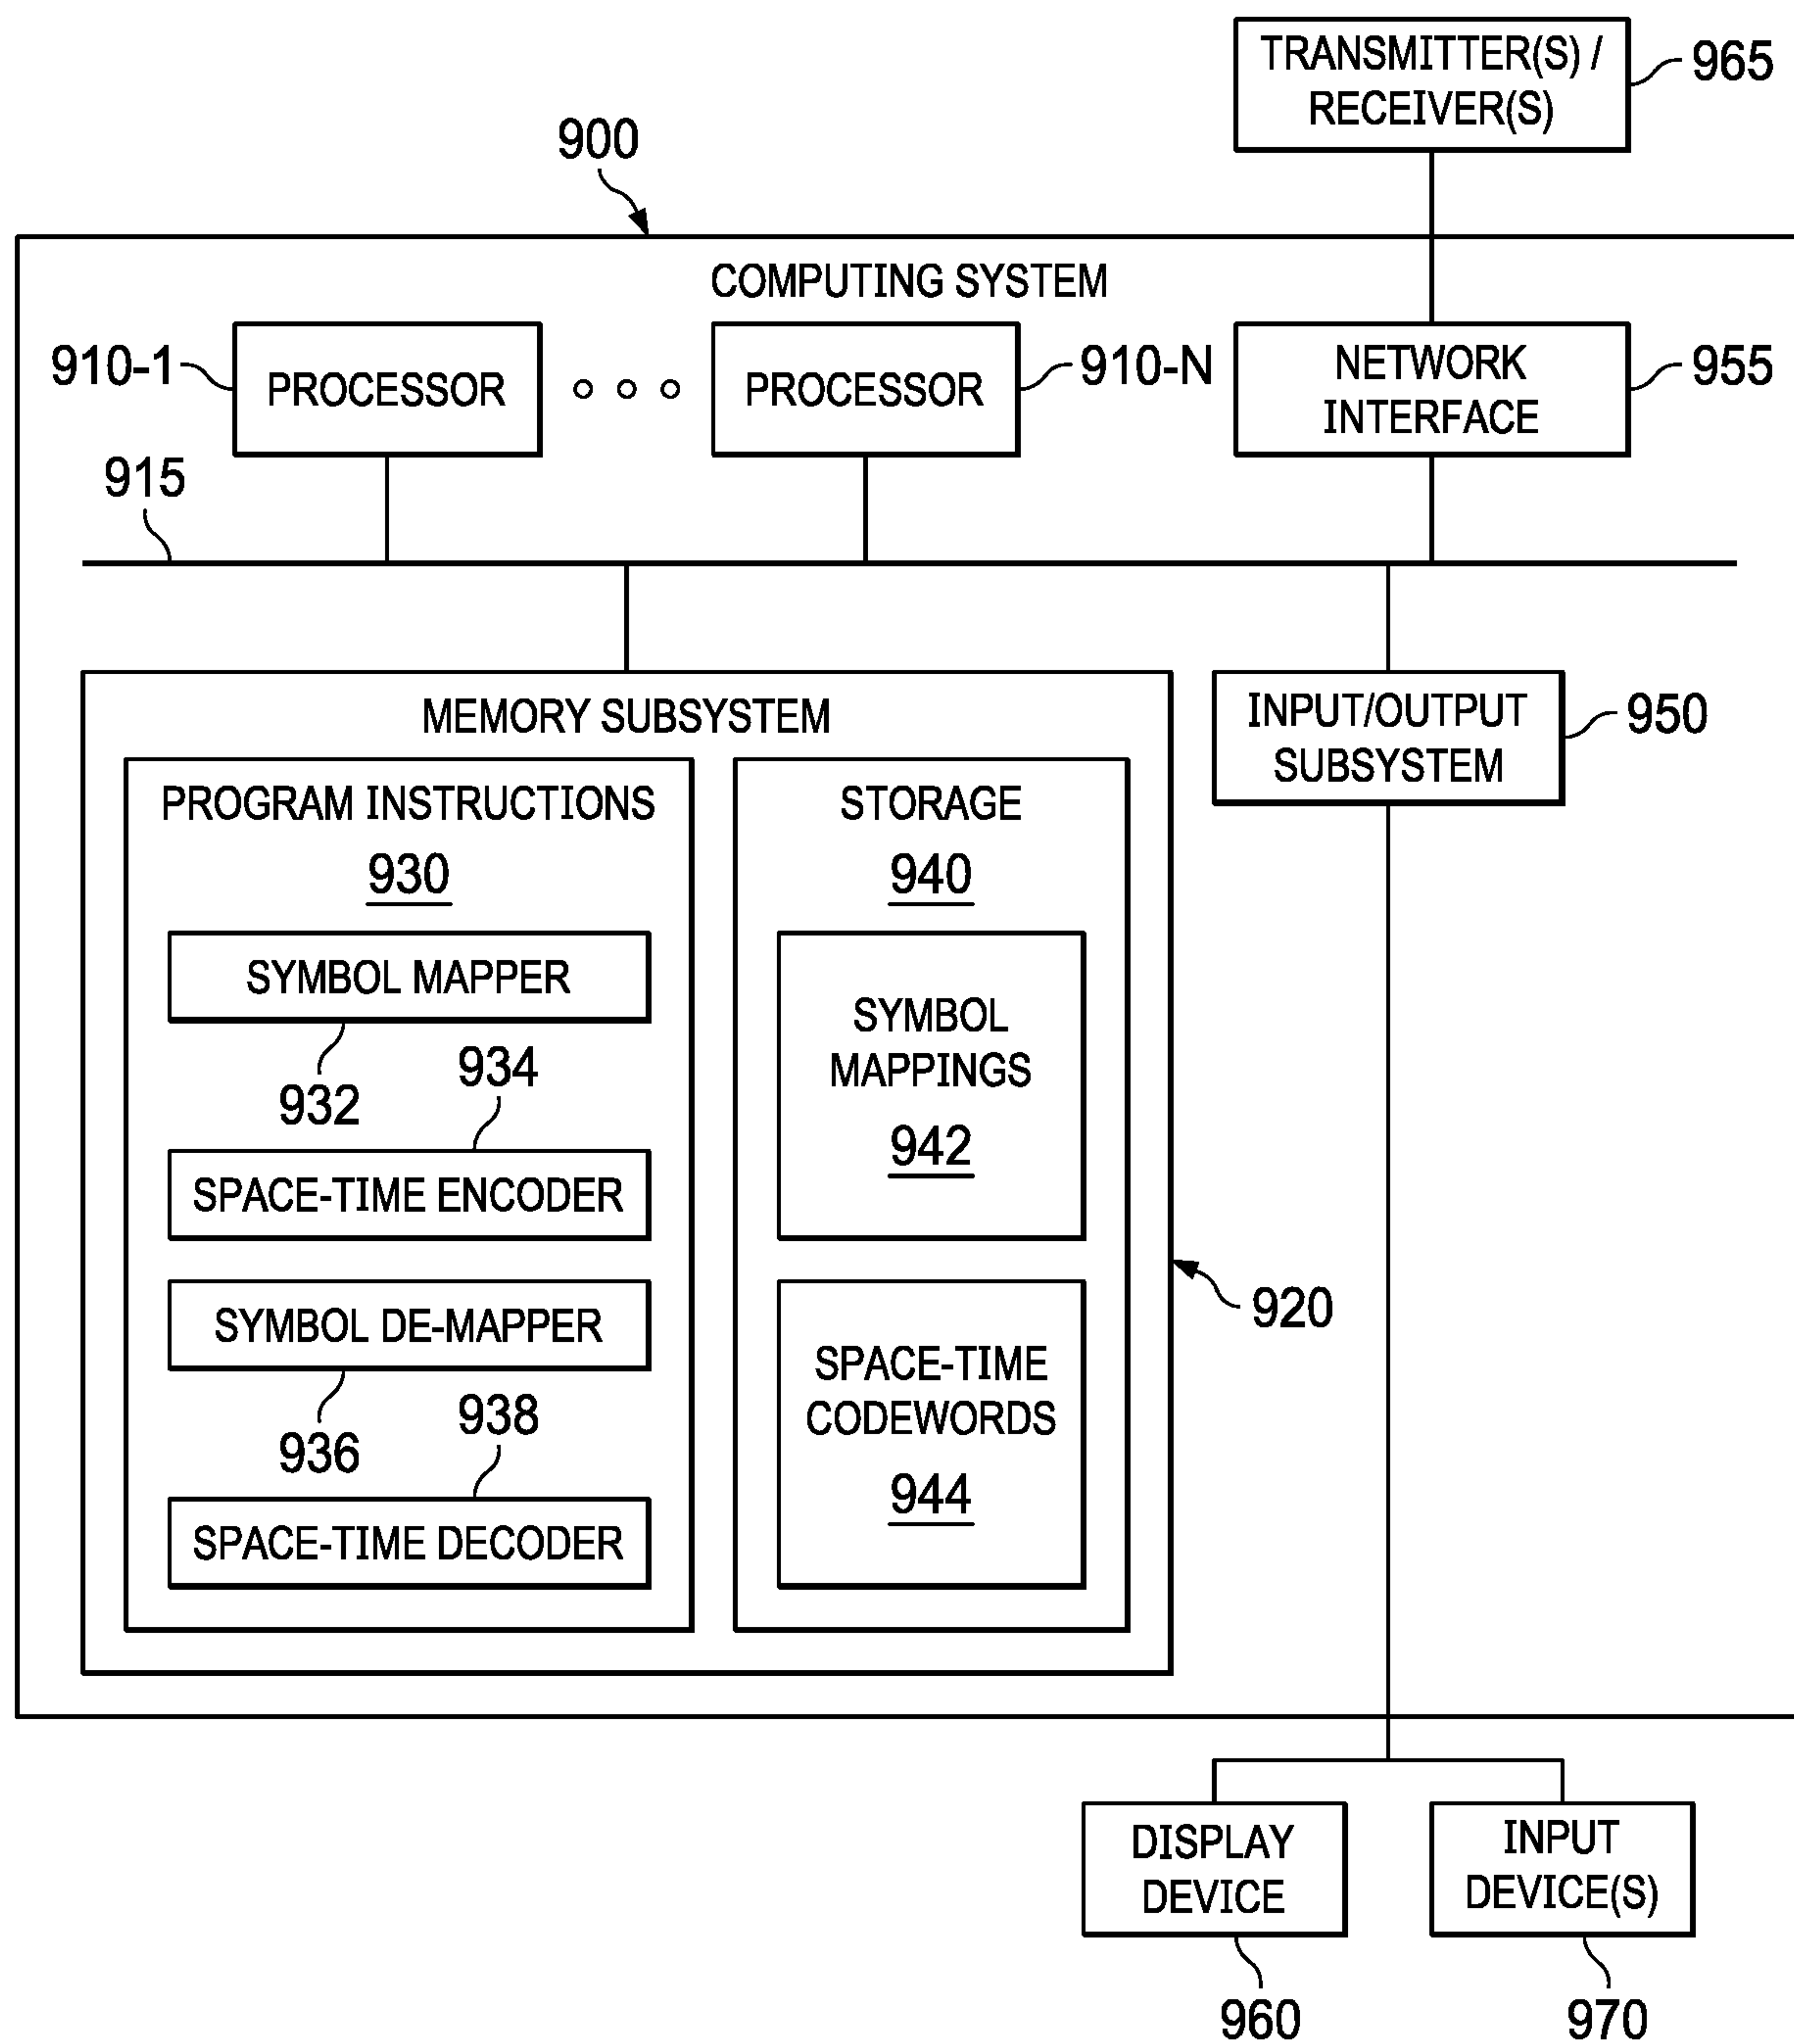 TRANSMITTER(S) /
RECEIVER(S)
965
900
COMPUTING SYSTEM
910-1
PROCESSOR
PROCESSOR
910-N
NETWORK
INTERFACE
955
915
MEMORY SUBSYSTEM
INPUT/OUTPUT
SUBSYSTEM
950
PROGRAM INSTRUCTIONS
930
SYMBOL MAPPER
932
934
SPACE-TIME ENCODER
SYMBOL DE-MAPPER
936
938
SPACE-TIME DECODER
STORAGE
940
SYMBOL
MAPPINGS
942
SPACE-TIME
CODEWORDS
944
920
DISPLAY
DEVICE
960
INPUT
DEVICE(S)
970